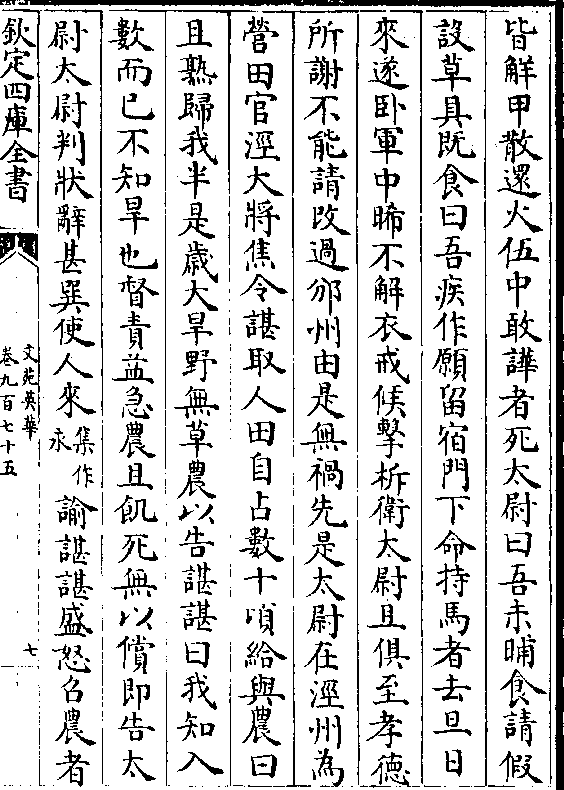 皆解甲散還火伍中敢譁者死太尉曰吾未晡食請假
設草具既食曰吾疾作願留宿門下命持馬者去旦日
來遂卧軍中晞不解衣戒候擊柝衛太尉旦俱至孝德
所謝不能請改過邠州由是無禍先是太尉在涇州為
營田官涇大將焦令諶取人田自占數十頃給與農曰
且熟歸我半是歲大旱野無草農以告諶諶曰我知入
數而已不知旱也督責益急農且飢死無以償即告太
尉太尉判狀辭甚巽使人來集作永諭諶諶盛怒召農者
欽定四庫全書
文苑英華
卷九百七十五
七